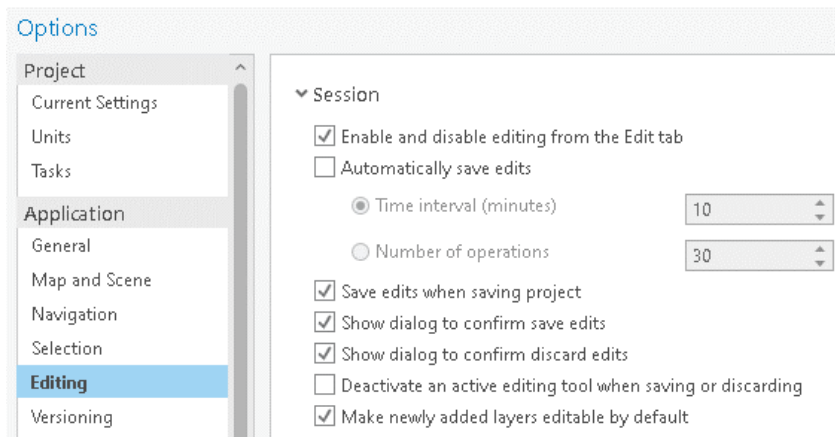 Options
Project
Current Settings
Units
Tasks
Application
General
Map and Scene
Navigation
Selection
Editing
Versioning
Session
Enable and disable editing from the Edit tab
Automatically save edits
Time interval (minutes) 10
Number of operations 30
Save edits when saving project
Show dialog to confirm save edits
Show dialog to confirm discard edits
Deactivate an active editing tool when saving or discarding
Make newly added layers editable by default